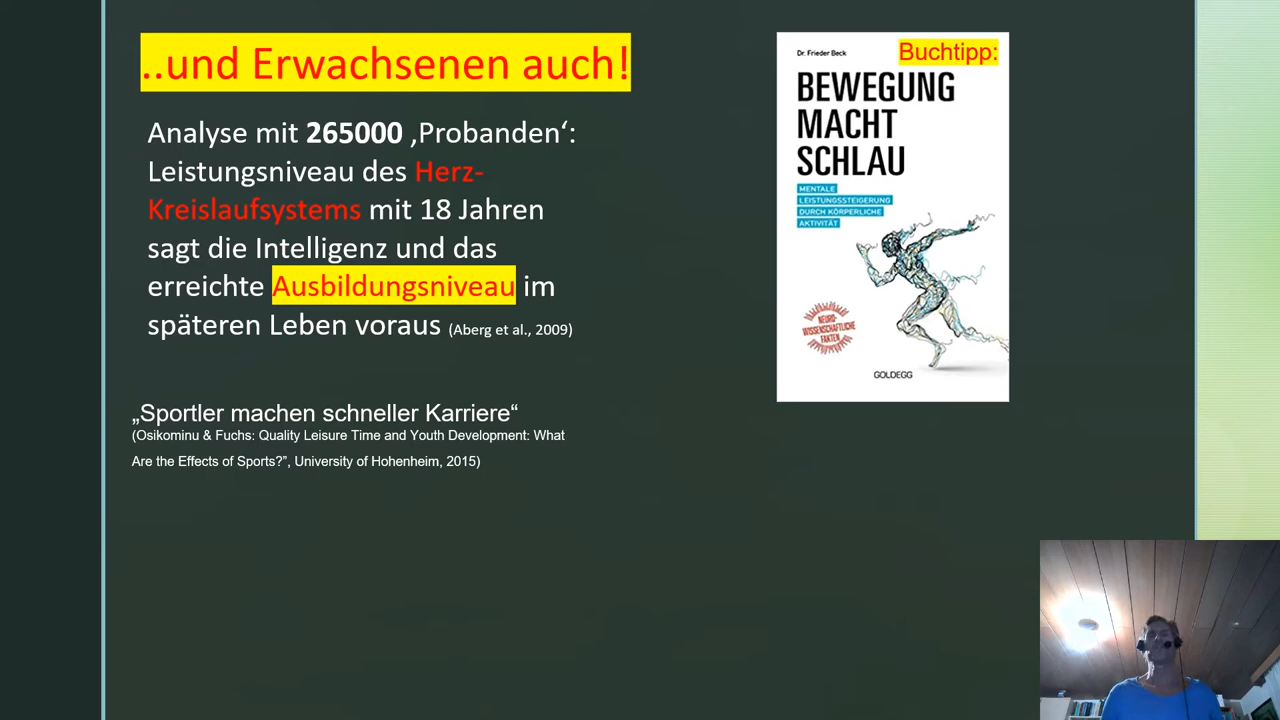 ..und Erwachsenen auch!
Analyse mit 265000 ‚Probanden‘:
Leistungsniveau des Herz-
Kreislaufsystems mit 18 Jahren
sagt die Intelligenz und das
erreichte Ausbildungsniveau im
späteren Leben voraus (Aberg et al., 2009)
„Sportler machen schneller Karriere“
(Osikominu & Fuchs: Quality Leisure Time and Youth Development: What
Are the Effects of Sports?”, University of Hohenheim, 2015)
Buchtipp:
Dr. Frieder Beck
BEWEGUNG
MACHT
SCHLAU
MENTALE
LEISTUNGSSTEIGERUNG
DURCH KÖRPERLICHE
AKTIVITÄT
NEURO-
WISSENSCHAFTLICHE
FAKTEN
GOLDEGG